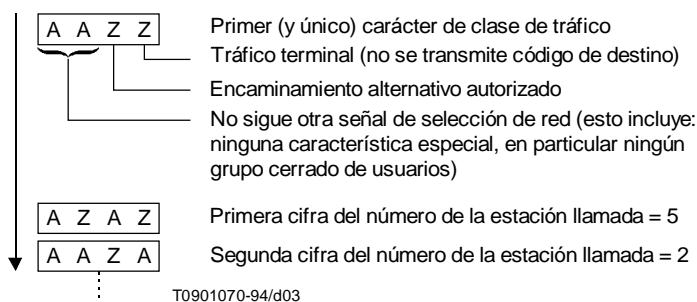 A A Z Z Primer (y único) carácter de clase de tráfico
Tráfico terminal (no se transmite código de destino)
Encaminamiento alternativo autorizado
No sigue otra señal de selección de red (esto incluye:
ninguna característica especial, en particular ningún
grupo cerrado de usuarios)
A Z A Z Primera cifra del número de la estación llamada = 5
A A Z A Segunda cifra del número de la estación llamada = 2
T0901070-94/d03